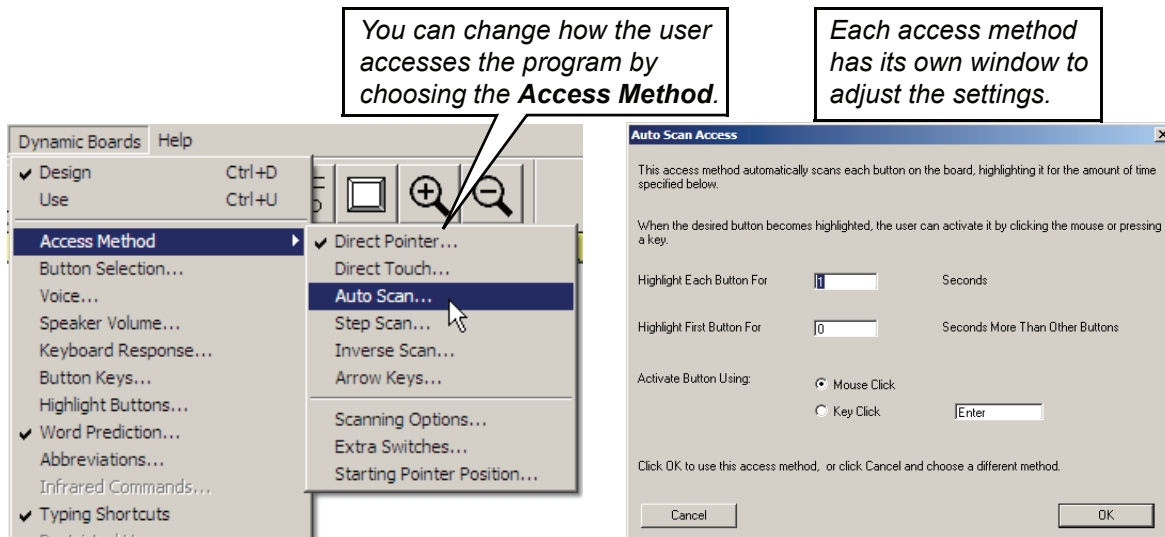 You can change how the user
accesses the program by
choosing the Access Method.
Each access method
has its own window to
adjust the settings.
Dynamic Boards Help
Design Ctrl+D
Use Ctrl+U
Access Method
Button Selection...
Voice...
Speaker Volume...
Keyboard Response...
Button Keys...
Highlight Buttons...
Word Prediction...
Abbreviations...
Infrared Commands...
Typing Shortcuts
Direct Pointer...
Direct Touch...
Auto Scan...
Step Scan...
Inverse Scan...
Arrow Keys...
Scanning Options...
Extra Switches...
Starting Pointer Position...
Auto Scan Access
This access method automatically scans each button on the board, highlighting it for the amount of time
specified below.
When the desired button becomes highlighted, the user can activate it by clicking the mouse or pressing
a key.
Highlight Each Button For 1 Seconds
Highlight First Button For 0 Seconds More Than Other Buttons
Activate Button Using: Mouse Click
Key Click Enter
Click OK to use this access method, or click Cancel and choose a different method.
Cancel OK